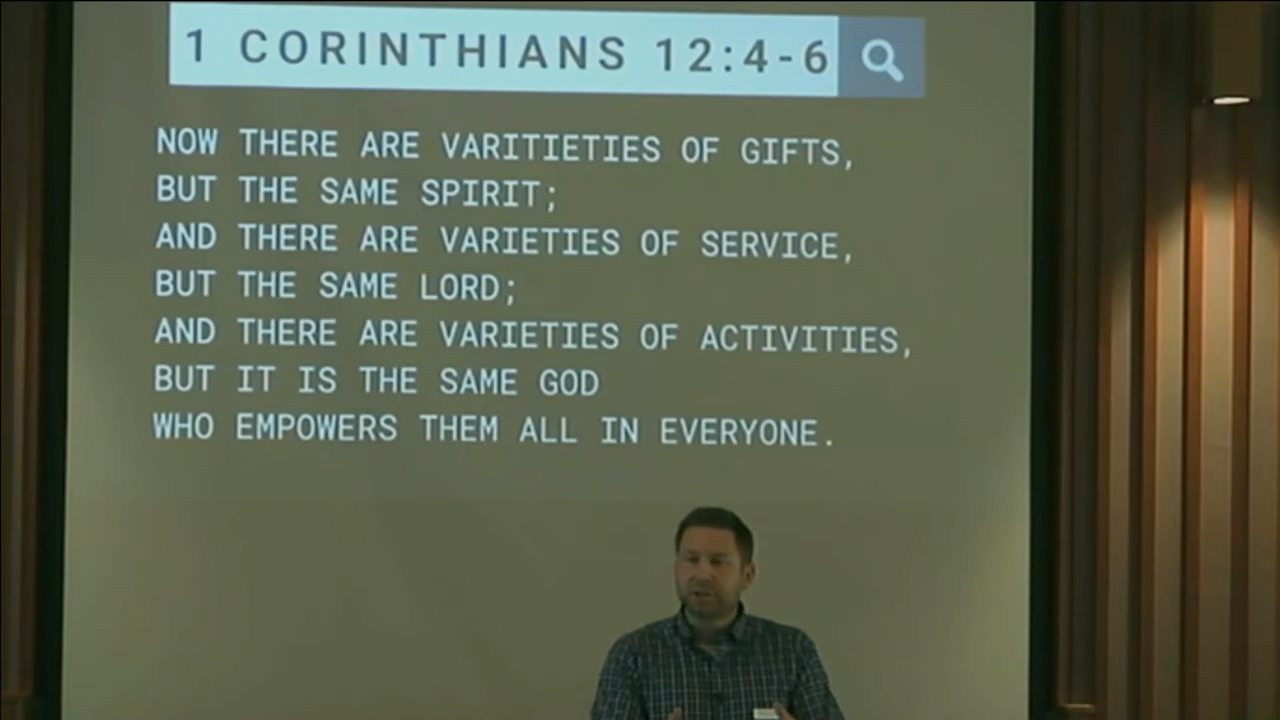 1 CORINTHIANS 12:4-6
NOW THERE ARE VARITIETIES OF GIFTS,
BUT THE SAME SPIRIT;
AND THERE ARE VARIETIES OF SERVICE,
BUT THE SAME LORD;
AND THERE ARE VARIETIES OF ACTIVITIES,
BUT IT IS THE SAME GOD
WHO EMPOWERS THEM ALL IN EVERYONE.